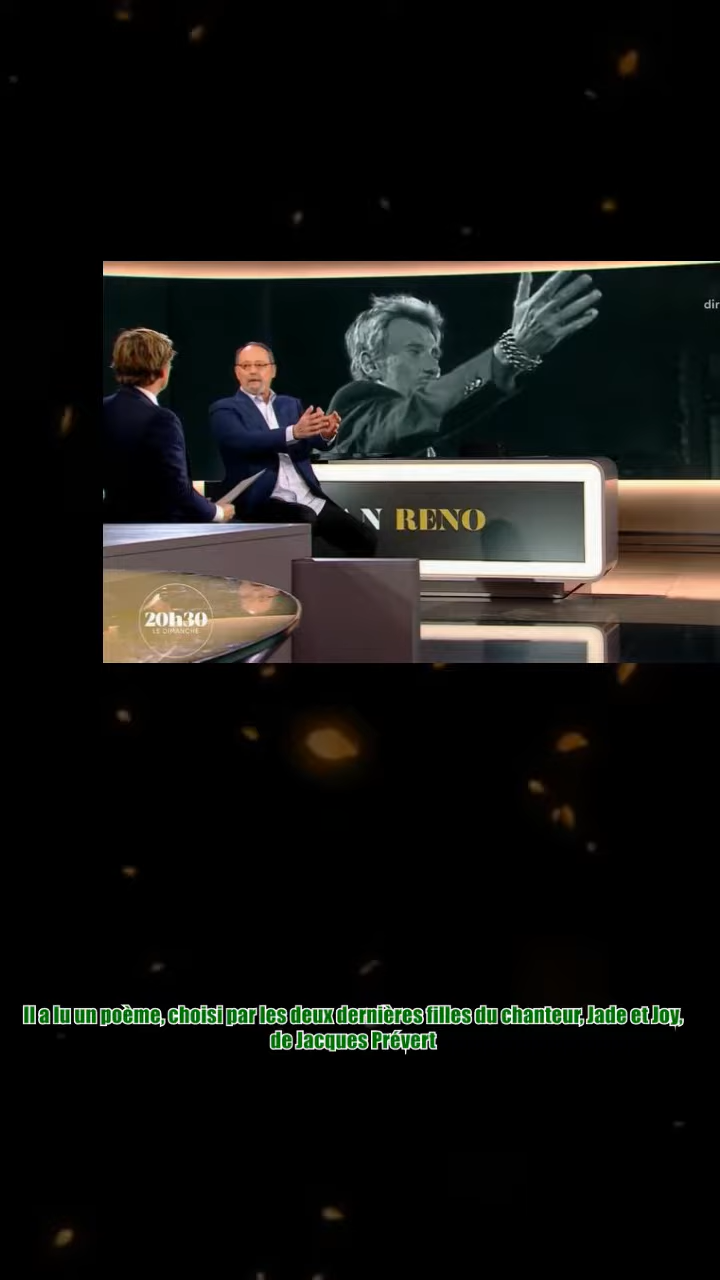 dir
AN RENO
20h30
LE DIMANCHE
Il a lu un poème, choisi par les deux dernières filles du chanteur, Jade et Joy,
de Jacques Prévert